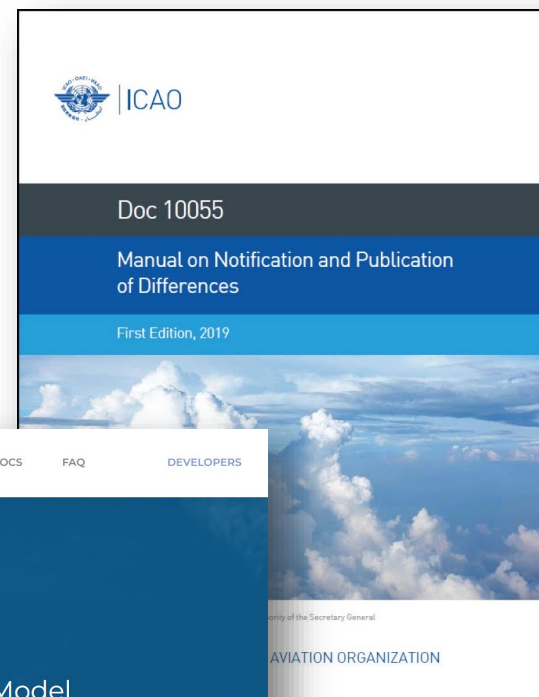 ICAO
Doc 10055
Manual on Notification and Publication
of Differences
First Edition, 2019
OCS FAQ DEVELOPERS
Model
ority of the Secretary General
AVIATION ORGANIZATION